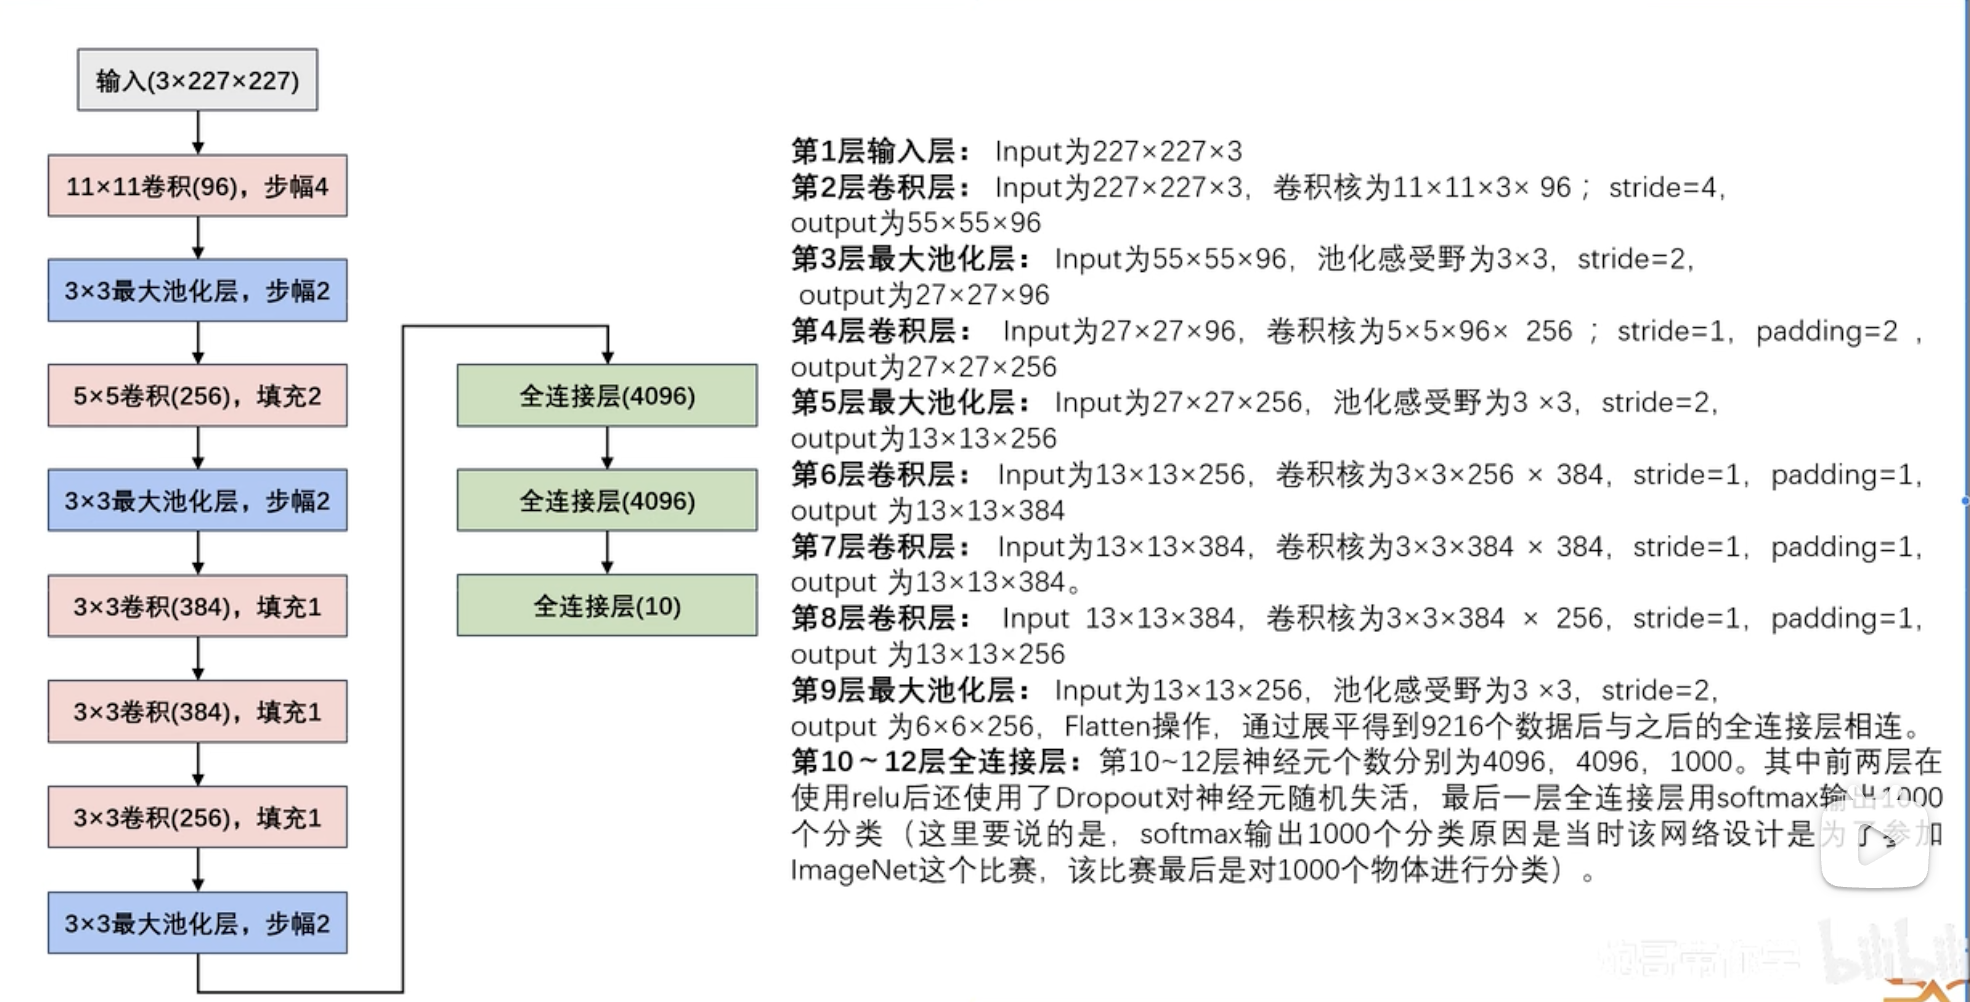 输入(3×227×227)
11×11卷积(96)，步幅4
3×3最大池化层，步幅2
5×5卷积(256)，填充2
3×3最大池化层，步幅2
3×3卷积(384)，填充1
3×3卷积(384)，填充1
3×3卷积(256)，填充1
3×3最大池化层，步幅2
全连接层(4096)
全连接层(4096)
全连接层(10)
第1层输入层： Input为227×227×3
第2层卷积层： Input为227×227×3，卷积核为11×11×3× 96； stride=4，
output为55×55×96
第3层最大池化层： Input为55×55×96，池化感受野为3×3，stride=2，
output为27×27×96
第4层卷积层： Input为27×27×96，卷积核为5×5×96× 256 ； stride=1，padding=2 ，
output为27×27×256
第5层最大池化层： Input为27×27×256，池化感受野为3 ×3，stride=2，
output为13×13×256
第6层卷积层： Input为13×13×256，卷积核为3×3×256 × 384，stride=1，padding=1，
output 为13×13×384
第7层卷积层： Input为13×13×384，卷积核为3×3×384 × 384，stride=1，padding=1，
output 为13×13×384。
第8层卷积层： Input 13×13×384，卷积核为3×3×384 × 256，stride=1，padding=1，
output 为13×13×256
第9层最大池化层： Input为13×13×256，池化感受野为3 ×3，stride=2，
output 为6×6×256，Flatten操作，通过展平得到9216个数据后与之后的全连接层相连。
第10～12层全连接层：第10~12层神经元个数分别为4096，4096，1000。其中前两层在
使用relu后还使用了Dropout对神经元随机失活，最后一层全连接层用softmax输出1000
个分类（这里要说的是，softmax输出1000个分类原因是当时该网络设计是为了参加
ImageNet这个比赛，该比赛最后是对1000个物体进行分类）。
bilibili